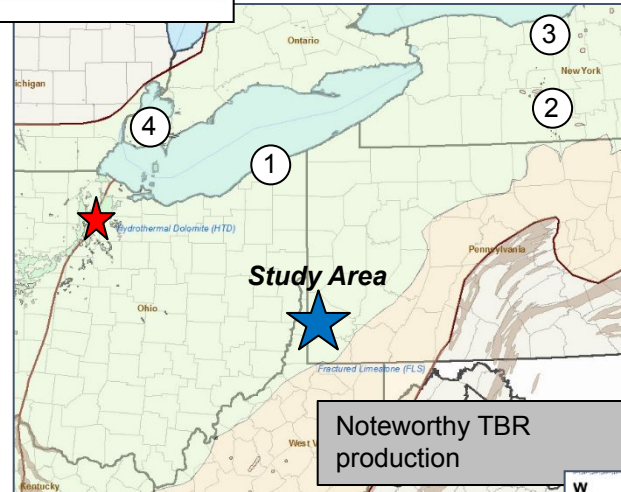 Ontario
3
New York
ichigan
2
4
1
Hydrothermal Dolomite (HTD)
Study Area
Pennsylvania
Ohio
Fractured Limestone (FLS)
West V
Noteworthy TBR
production
Kentucky
W